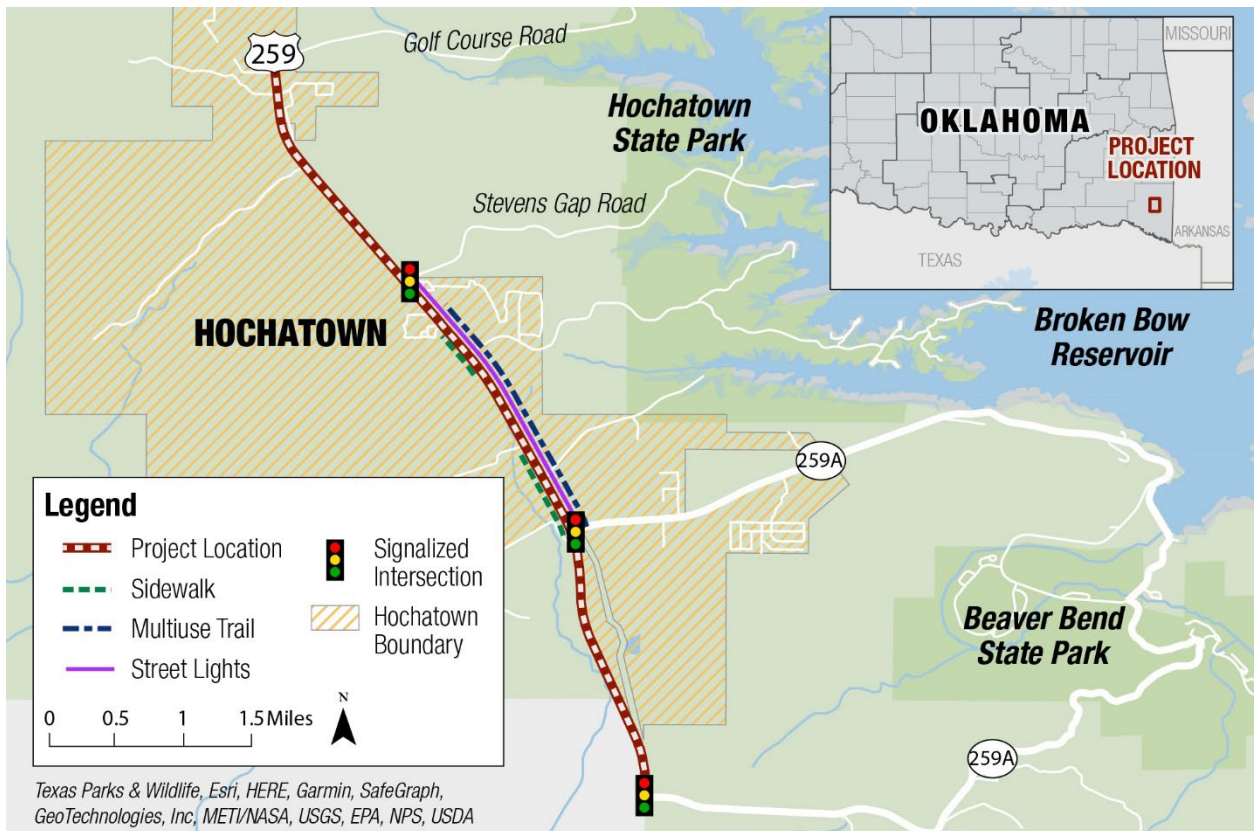 259
Golf Course Road
Hochatown
State Park
Stevens Gap Road
HOCHATOWN
Broken Bow
Reservoir
259A
Beaver Bend
State Park
259A
MISSOURI
OKLAHOMA
PROJECT
LOCATION
ARKANSAS
TEXAS
Legend
Project Location
Sidewalk
Multiuse Trail
Street Lights
Signalized
Intersection
Hochatown
Boundary
0 0.5 1 1.5 Miles
N
Texas Parks & Wildlife, Esri, HERE, Garmin, SafeGraph,
GeoTechnologies, Inc, METI/NASA, USGS, EPA, NPS, USDA